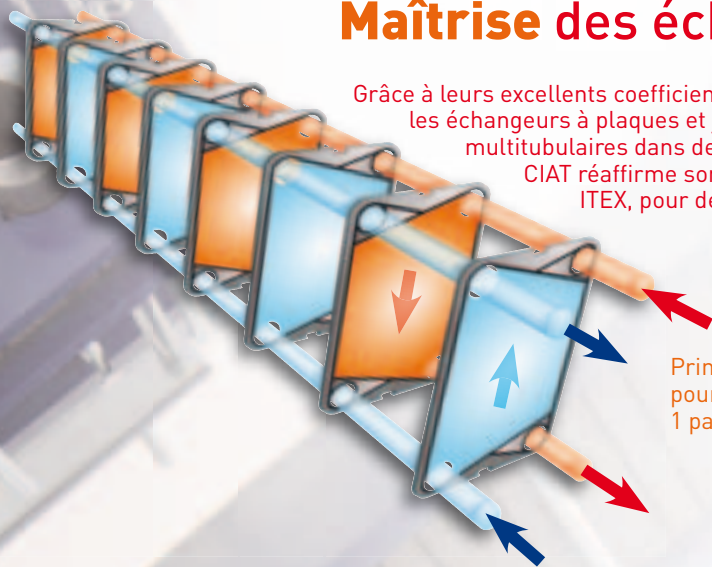 Maîtrise des éch
Grâce à leurs excellents coefficien
les échangeurs à plaques et
multitubulaires dans de
CIAT réaffirme son
ITEX, pour de
Prin
pour
1 pa